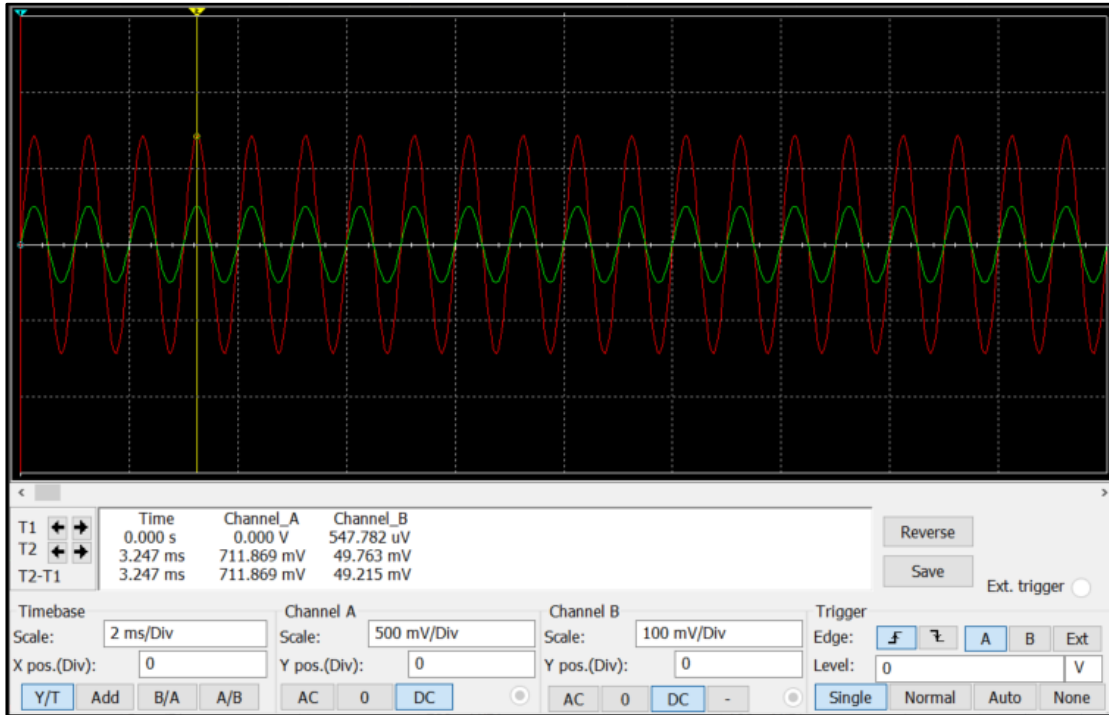 Time Channel_A Channel_B
T1 0.000 s 0.000 V 547.782 uV
T2 3.247 ms 711.869 mV 49.763 mV
T2-T1 3.247 ms 711.869 mV 49.215 mV
Reverse
Save
Ext. trigger
Timebase
Scale: 2 ms/Div
X pos.(Div): 0
Y/T Add B/A A/B
Channel A
Scale: 500 mV/Div
Y pos.(Div): 0
AC 0 DC
Channel B
Scale: 100 mV/Div
Y pos.(Div): 0
AC 0 DC -
Trigger
Edge: A B Ext
Level: 0 V
Single Normal Auto None